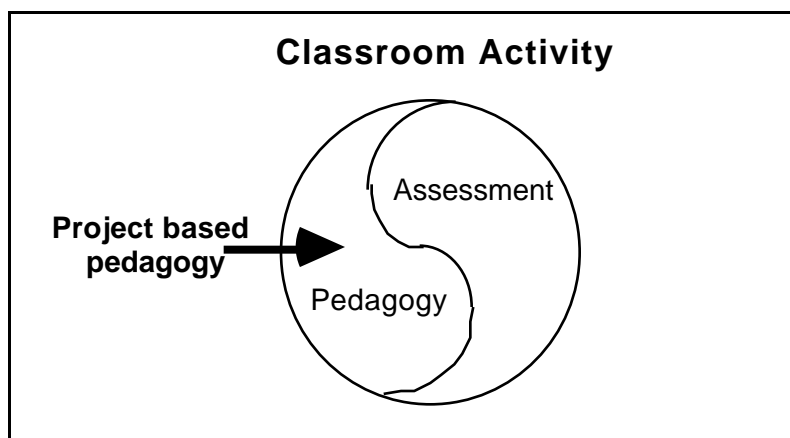 Classroom Activity
Assessment
Project based
pedagogy
Pedagogy